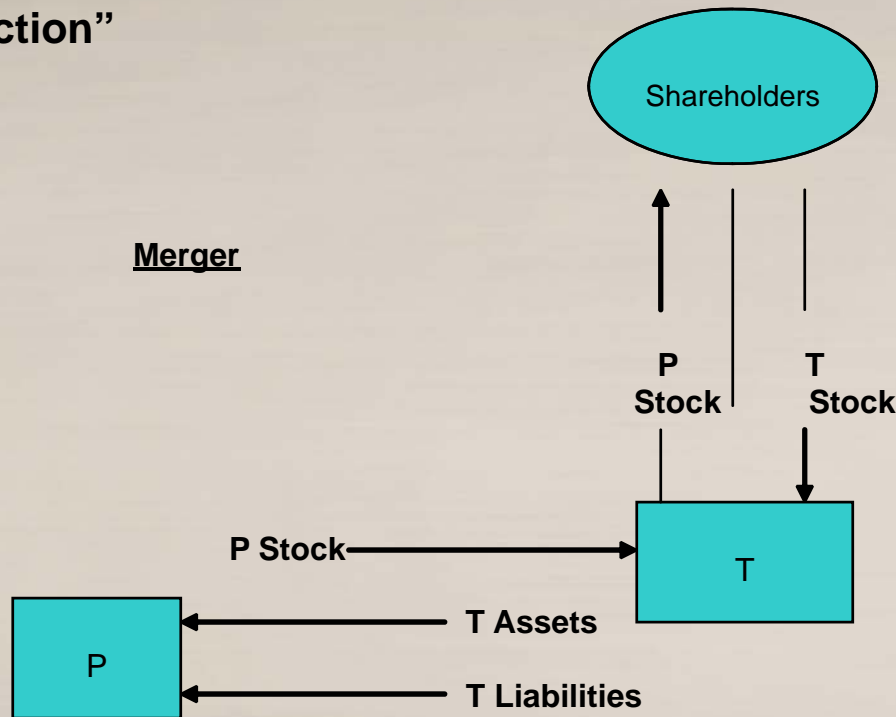 ction”
Shareholders
Merger
P T
Stock Stock
P Stock
T
T Assets
P
T Liabilities